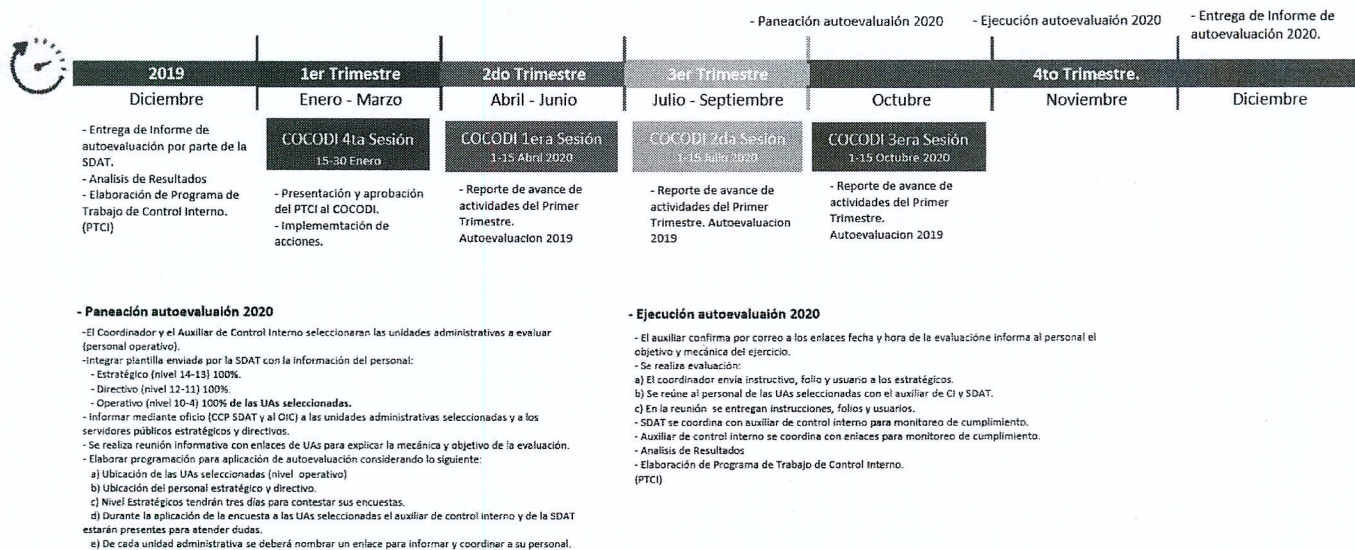 - Paneación autoevaluaión 2020
- Ejecución autoevaluaión 2020
- Entrega de Informe de
autoevaluación 2020.
2019
1er Trimestre
2do Trimestre
3er Trimestre
4to Trimestre.
Diciembre
Enero - Marzo
Abril - Junio
Julio - Septiembre
Octubre
Noviembre
Diciembre
- Entrega de Informe de
autoevaluación por parte de la
SDAT.
- Analisis de Resultados
- Elaboración de Programa de
Trabajo de Control Interno.
(PTCI)
COCODI 4ta Sesión
15-30 Enero
- Presentación y aprobación
del PTCI al COCODI.
- Implememtación de
acciones.
COCODI 1era Sesión
1-15 Abril 2020
- Reporte de avance de
actividades del Primer
Trimestre.
Autoevaluacion 2019
COCODI 2da Sesión
1-15 Julio 2020
- Reporte de avance de
actividades del Primer
Trimestre. Autoevaluacion
2019
COCODI 3era Sesión
1-15 Octubre 2020
- Reporte de avance de
actividades del Primer
Trimestre.
Autoevaluacion 2019
- Paneación autoevaluaión 2020
-El Coordinador y el Auxiliar de Control Interno seleccionaran las unidades administrativas a evaluar
(personal operativo).
-Integrar plantilla enviada por la SDAT con la información del personal:
- Estratégico (nivel 14-13) 100%.
- Directivo (nivel 12-11) 100%.
- Operativo (nivel 10-4) 100% de las UAs seleccionadas.
- Informar mediante oficio (CCP SDAT y al OIC) a las unidades administrativas seleccionadas y a los
servidores públicos estratégicos y directivos.
- Se realiza reunión informativa con enlaces de UAs para explicar la mecánica y objetivo de la evaluación.
- Elaborar programación para aplicación de autoevaluación considerando lo siguiente:
a) Ubicación de las UAs seleccionadas (nivel operativo)
b) Ubicación del personal estratégico y directivo.
c) Nivel Estratégicos tendrán tres días para contestar sus encuestas.
d) Durante la aplicación de la encuesta a las UAs seleccionadas el auxiliar de control interno y de la SDAT
estarán presentes para atender dudas.
e) De cada unidad administrativa se deberá nombrar un enlace para informar y coordinar a su personal.
- Ejecución autoevaluaión 2020
- El auxiliar confirma por correo a los enlaces fecha y hora de la evaluacióne informa al personal el
objetivo y mecánica del ejercicio.
- Se realiza evaluación:
a) El coordinador envía instructivo, folio y usuario a los estratégicos.
b) Se reúne al personal de las UAs seleccionadas con el auxiliar de CI y SDAT.
c) En la reunión se entregan instrucciones, folios y usuarios.
- SDAT se coordina con auxiliar de control interno para monitoreo de cumplimiento.
- Auxiliar de control interno se coordina con enlaces para monitoreo de cumplimiento.
- Analisis de Resultados
- Elaboración de Programa de Trabajo de Control Interno.
(PTCI)